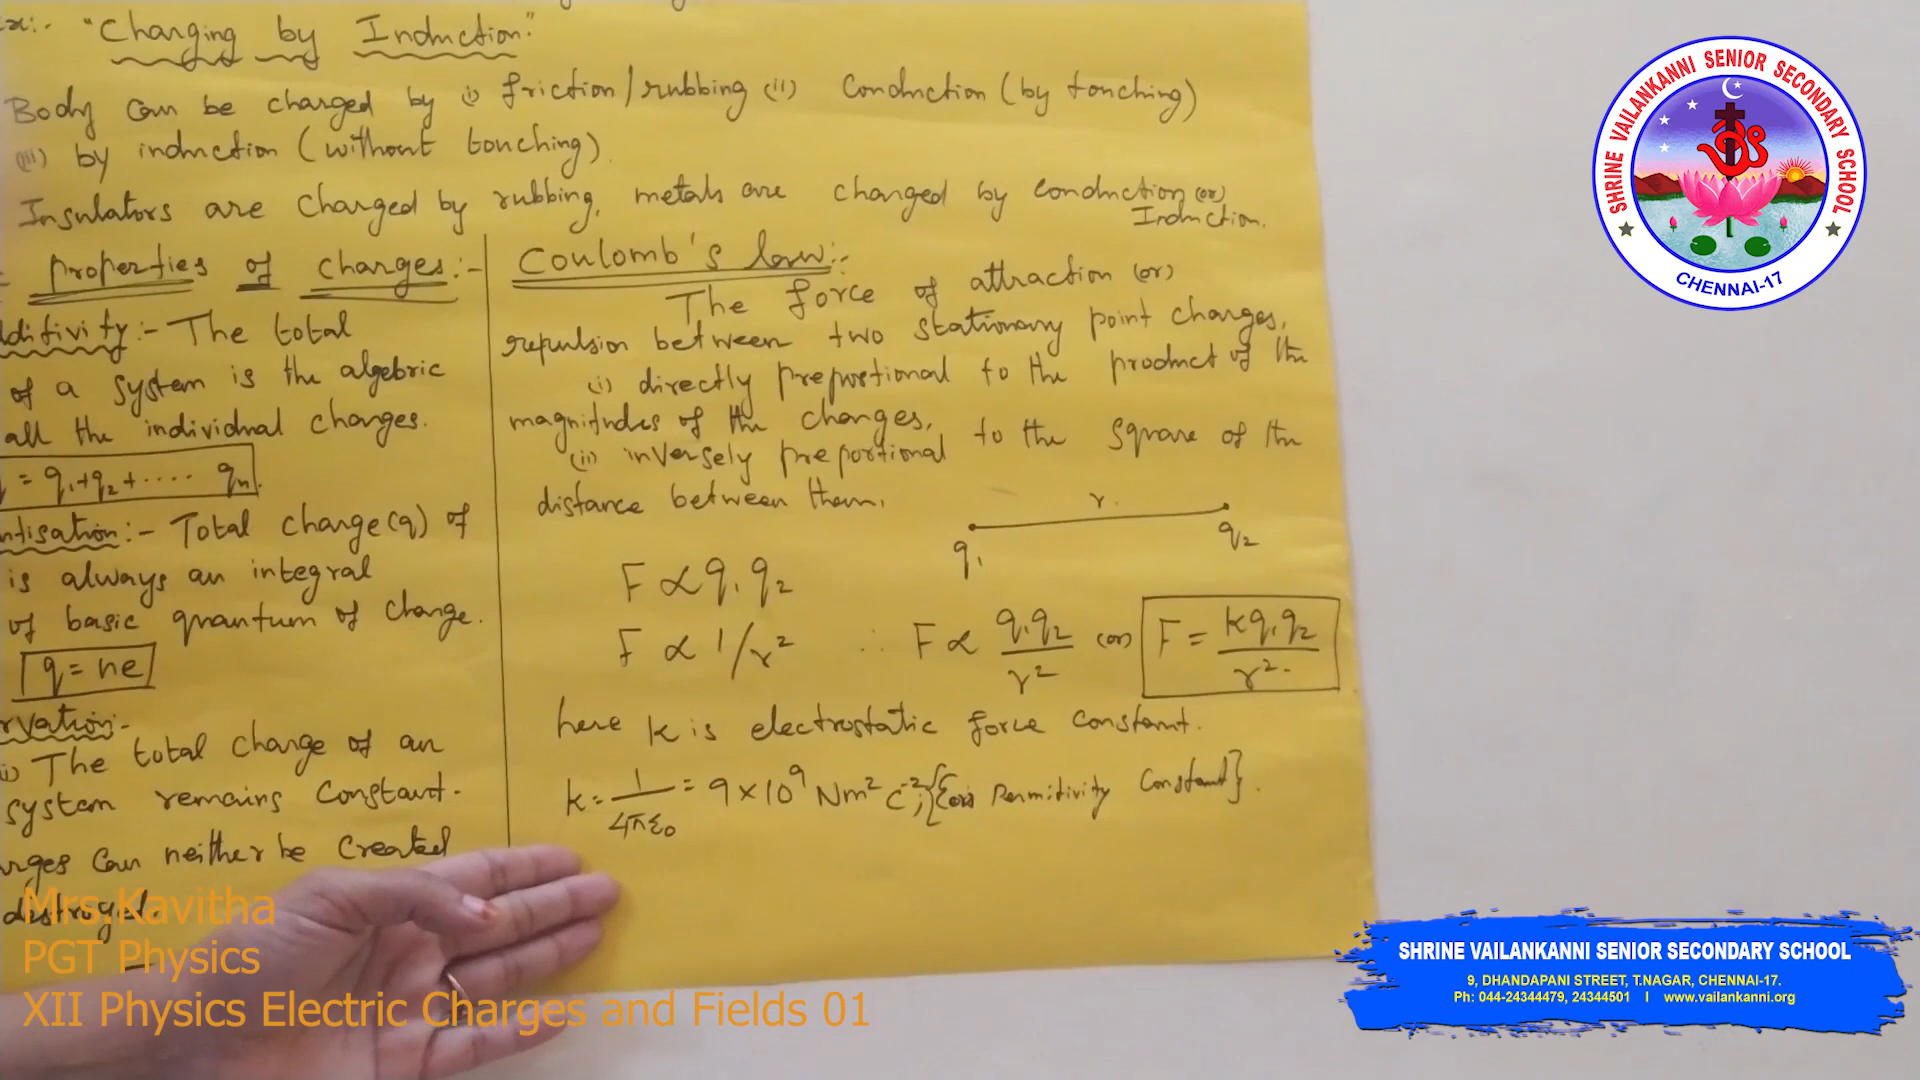 "Charging by Induction"
Body can be charged by (i) friction/rubbing (ii) Conduction (by touching)
(iii) by induction (without touching).
Insulators are charged by rubbing, metals are charged by conduction (or)
Induction.
Properties of charges:-
:- The total
of a system is the algebric
all the individual charges.
= q1+q2+.... qn
:- Total charge(q) of
is always an integral
of basic quantum of charge.
q = ne
(i) The total charge of an
system remains constant.
can neither be created
destroyed.
Coulomb's law:-
The force of attraction (or)
repulsion between two stationary point charges,
(i) directly preportional to the product of the
magnitudes of the charges,
(ii) inversely preportional to the square of the
distance between them.
r
q1 q2
F ∝ q1 q2
F ∝ 1/r² ∴ F ∝ q1q2/r² (or) F = kq1q2/r²
here k is electrostatic force constant.
k = 1/4πε0 = 9×10⁹ Nm² C⁻²; {ε0 is Permitivity Constant}.
Mrs.Kavitha
PGT Physics
XII Physics Electric Charges and Fields 01
SHRINE VAILANKANNI SENIOR SECONDARY SCHOOL
CHENNAI-17
SHRINE VAILANKANNI SENIOR SECONDARY SCHOOL
9, DHANDAPANI STREET, T.NAGAR, CHENNAI-17.
Ph: 044-24344479, 24344501 I www.vailankanni.org